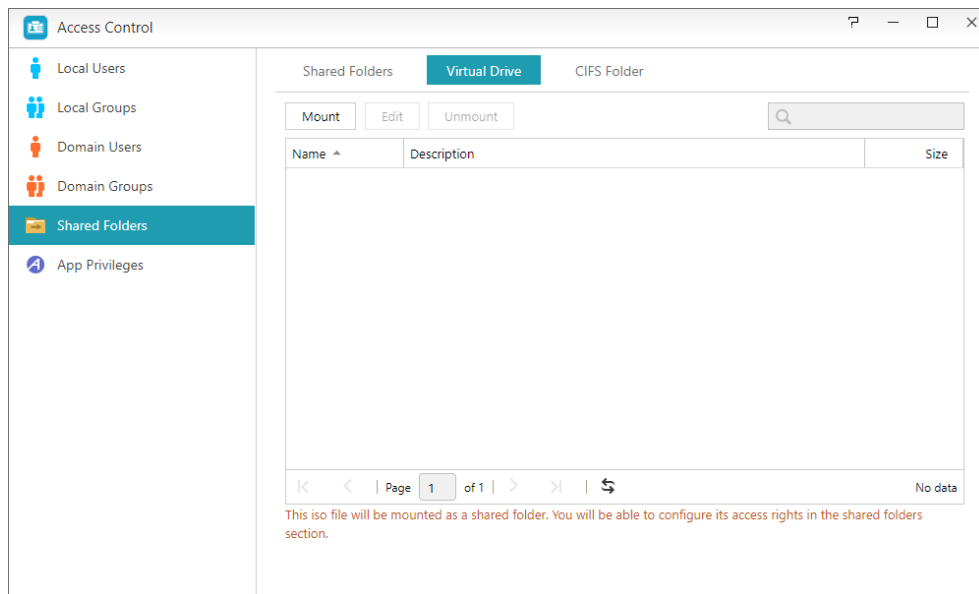 Access Control
Local Users
Local Groups
Domain Users
Domain Groups
Shared Folders
App Privileges
Shared Folders Virtual Drive CIFS Folder
Mount Edit Unmount
Name Description Size
Page 1 of 1 No data
This iso file will be mounted as a shared folder. You will be able to configure its access rights in the shared folders
section.